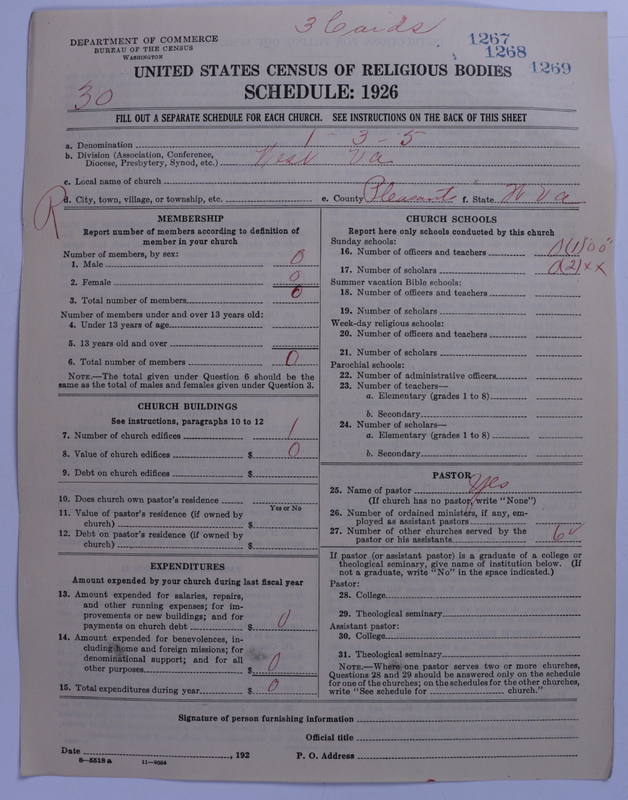 3 Cards
DEPARTMENT OF COMMERCE
BUREAU OF THE CENSUS
WASHINGTON
1267
1268
1269
UNITED STATES CENSUS OF RELIGIOUS BODIES
30
SCHEDULE: 1926
FILL OUT A SEPARATE SCHEDULE FOR EACH CHURCH. SEE INSTRUCTIONS ON THE BACK OF THIS SHEET
a. Denomination 1 - 3 - 5
b. Division (Association, Conference,
Diocese, Presbytery, Synod, etc.) West Va
c. Local name of church
R
d. City, town, village, or township, etc. e. County Pleasant f. State W Va
MEMBERSHIP
Report number of members according to definition of
member in your church
Number of members, by sex:
1. Male 0
2. Female 0
3. Total number of members 0
Number of members under and over 13 years old:
4. Under 13 years of age
5. 13 years old and over
6. Total number of members 0
NOTE.—The total given under Question 6 should be the
same as the total of males and females given under Question 3.
CHURCH BUILDINGS
See instructions, paragraphs 10 to 12
7. Number of church edifices 1
8. Value of church edifices $ 0
9. Debt on church edifices $
10. Does church own pastor's residence
Yes or No
11. Value of pastor's residence (if owned by
church) $
12. Debt on pastor's residence (if owned by
church) $
EXPENDITURES
Amount expended by your church during last fiscal year
13. Amount expended for salaries, repairs,
and other running expenses; for im-
provements or new buildings; and for
payments on church debt $ 0
14. Amount expended for benevolences, in-
cluding home and foreign missions; for
denominational support; and for all
other purposes $ 0
15. Total expenditures during year $ 0
CHURCH SCHOOLS
Report here only schools conducted by this church
Sunday schools:
16. Number of officers and teachers 0(1)
17. Number of scholars 0(2)xx
Summer vacation Bible schools:
18. Number of officers and teachers
19. Number of scholars
Week-day religious schools:
20. Number of officers and teachers
21. Number of scholars
Parochial schools:
22. Number of administrative officers
23. Number of teachers—
a. Elementary (grades 1 to 8)
b. Secondary
24. Number of scholars—
a. Elementary (grades 1 to 8)
b. Secondary
PASTOR
25. Name of pastor yes
(If church has no pastor, write "None")
26. Number of ordained ministers, if any, em-
ployed as assistant pastors
27. Number of other churches served by the
pastor or his assistants
If pastor (or assistant pastor) is a graduate of a college or
theological seminary, give name of institution below. (If
not a graduate, write "No" in the space indicated.)
Pastor:
28. College
29. Theological seminary
Assistant pastor:
30. College
31. Theological seminary
NOTE.—Where one pastor serves two or more churches,
Questions 28 and 29 should be answered only on the schedule
for one of the churches; on the schedules for the other churches,
write "See schedule for church."
Signature of person furnishing information
Official title
Date , 192 P. O. Address
8—5518 a 11—9034